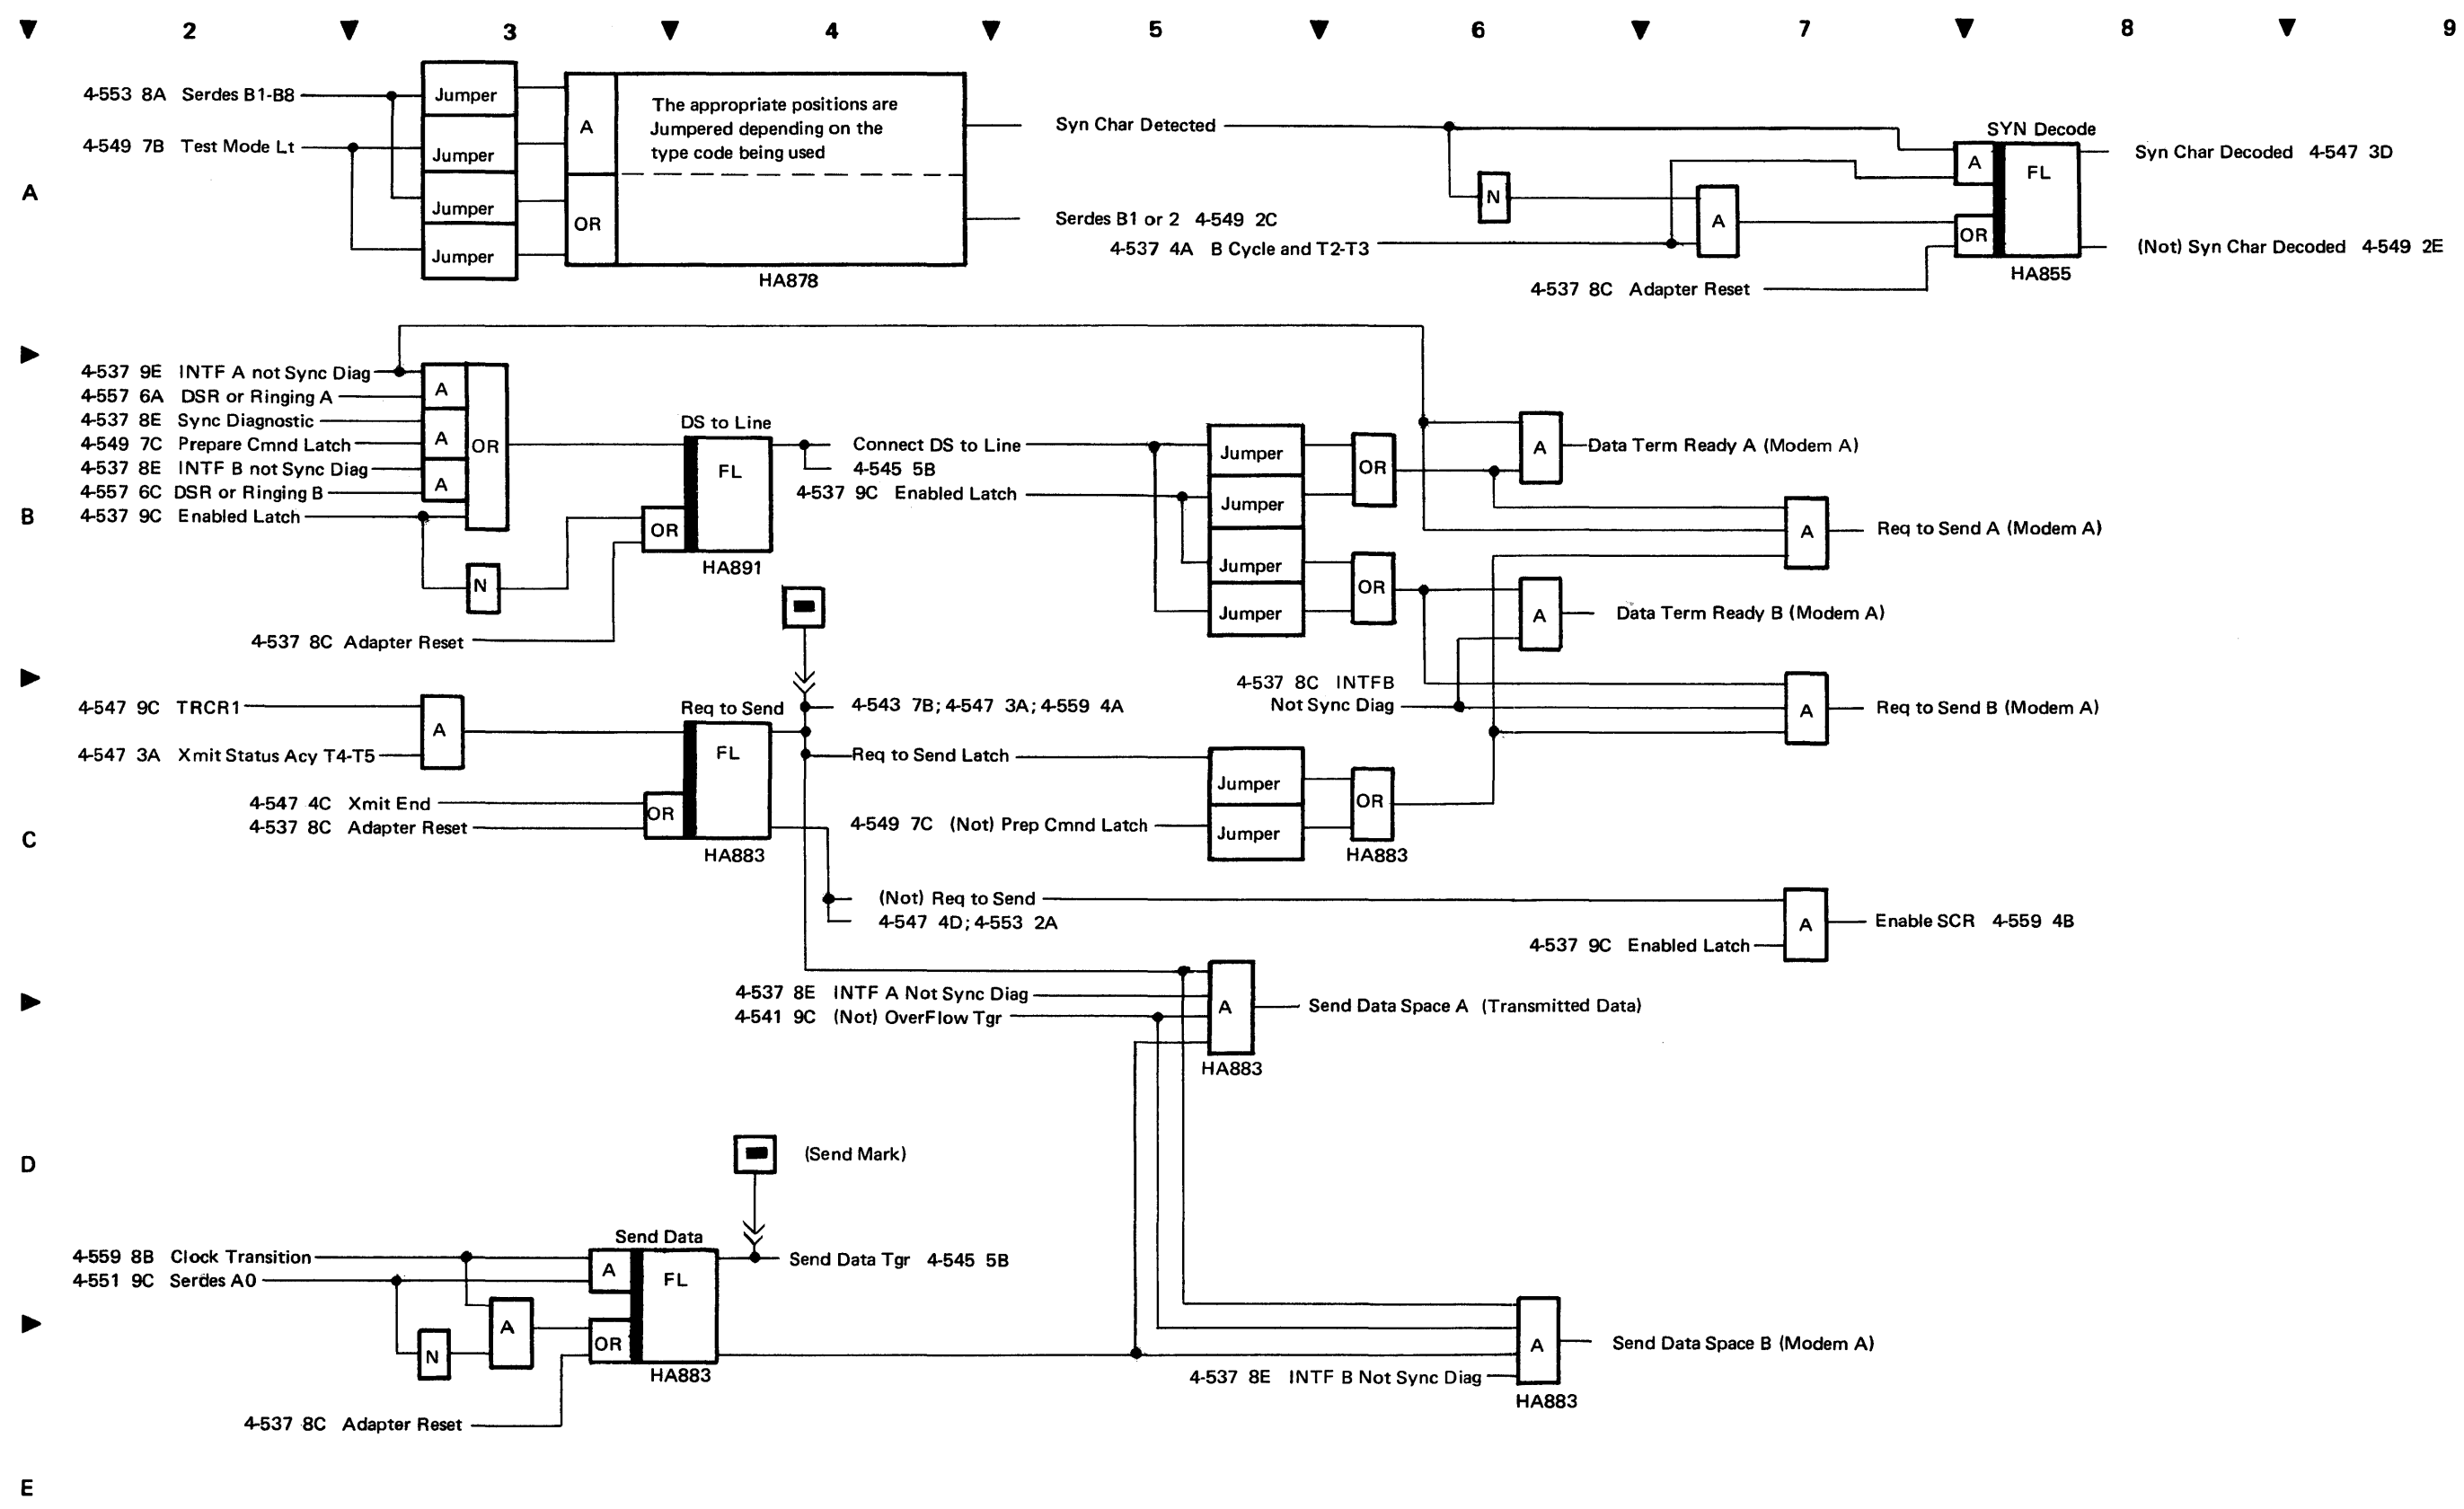 2 3 4 5 6 7 8 9
A
4-553 8A Serdes B1-B8
4-549 7B Test Mode Lt
Jumper
Jumper
Jumper
Jumper
A
OR
The appropriate positions are
Jumpered depending on the
type code being used
HA878
Syn Char Detected
Serdes B1 or 2 4-549 2C
4-537 4A B Cycle and T2-T3
4-537 8C Adapter Reset
N
A
SYN Decode
A
OR
FL
HA855
Syn Char Decoded 4-547 3D
(Not) Syn Char Decoded 4-549 2E
B
4-537 9E INTF A not Sync Diag
4-557 6A DSR or Ringing A
4-537 8E Sync Diagnostic
4-549 7C Prepare Cmnd Latch
4-537 8E INTF B not Sync Diag
4-557 6C DSR or Ringing B
4-537 9C Enabled Latch
A
A
A
OR
N
4-537 8C Adapter Reset
DS to Line
FL
OR
HA891
Connect DS to Line
4-545 5B
4-537 9C Enabled Latch
Jumper
Jumper
Jumper
Jumper
OR
OR
A
Data Term Ready A (Modem A)
A
Req to Send A (Modem A)
A
Data Term Ready B (Modem A)
4-537 8C INTFB
Not Sync Diag
A
Req to Send B (Modem A)
C
4-547 9C TRCR1
4-547 3A Xmit Status Acy T4-T5
A
4-547 4C Xmit End
4-537 8C Adapter Reset
Req to Send
FL
OR
HA883
4-543 7B; 4-547 3A; 4-559 4A
Req to Send Latch
4-549 7C (Not) Prep Cmnd Latch
Jumper
Jumper
OR
HA883
(Not) Req to Send
4-547 4D; 4-553 2A
4-537 9C Enabled Latch
A
Enable SCR 4-559 4B
4-537 8E INTF A Not Sync Diag
4-541 9C (Not) OverFlow Tgr
A
HA883
Send Data Space A (Transmitted Data)
D
(Send Mark)
4-559 8B Clock Transition
4-551 9C Serdes A0
N
A
4-537 8C Adapter Reset
Send Data
A
OR
FL
HA883
Send Data Tgr 4-545 5B
4-537 8E INTF B Not Sync Diag
A
HA883
Send Data Space B (Modem A)
E